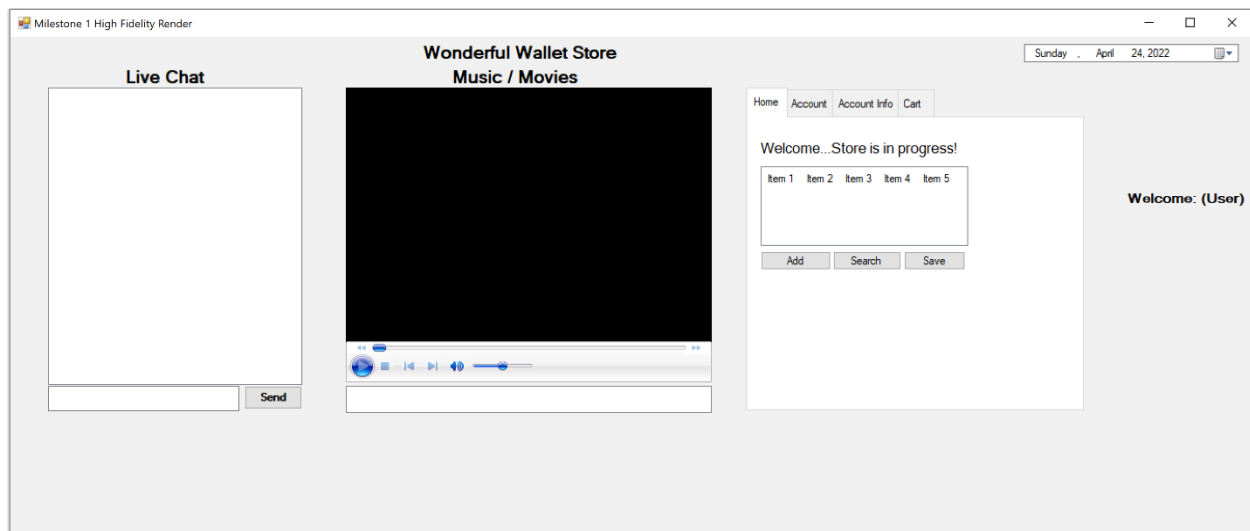 Milestone 1 High Fidelity Render
Wonderful Wallet Store
Sunday , April 24, 2022
Live Chat
Music / Movies
Home Account Account Info Cart
Welcome...Store is in progress!
Item 1 Item 2 Item 3 Item 4 Item 5
Welcome: (User)
Add Search Save
Send